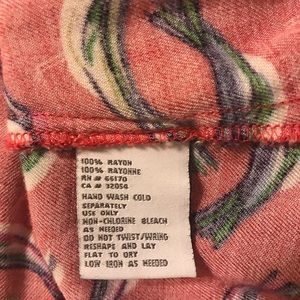 100% RAYON
100% RAYONNE
RN # 66170
CA # 32054
HAND WASH COLD
SEPARATELY
USE ONLY
NON-CHLORINE BLEACH
AS NEEDED
DO NOT TWIST/WRING
RESHAPE AND LAY
FLAT TO DRY
LOW IRON AS NEEDED